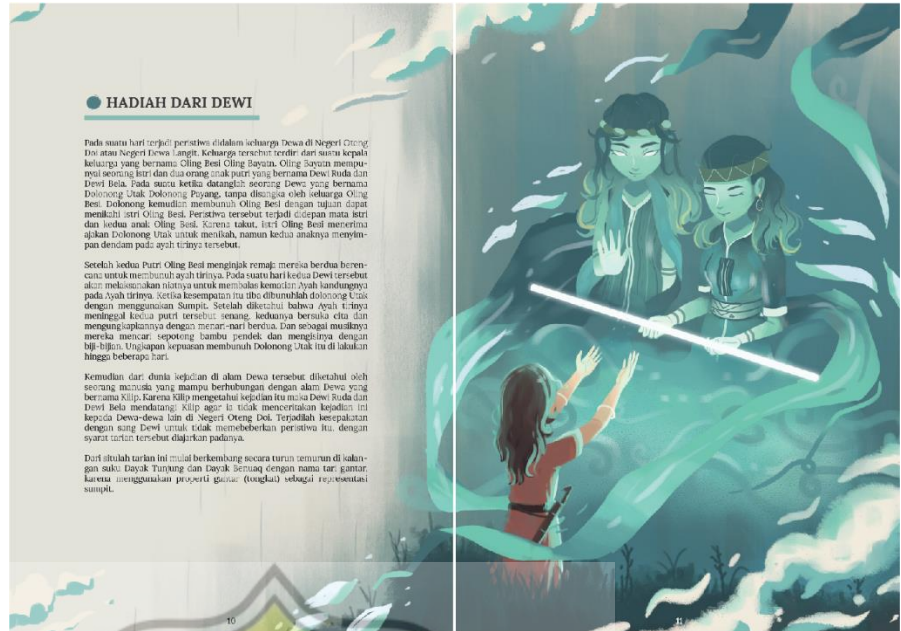 HADIAH DARI DEWI
Pada suatu hari terjadi peristiwa didalam keluarga Dewa di Negeri Oteng
Doi atau Negeri Dewa Langit. Keluarga tersebut terdiri dari suatu kepala
keluarga yang bernama Oling Besi Oling Bayatn. Oling Bayatn mempu-
nyai seorang istri dan dua orang anak putri yang bernama Dewi Ruda dan
Dewi Bela. Pada suatu ketika datanglah seorang Dewa yang bernama
Dolonong Utak Dolonong Payang, tanpa disangka oleh keluarga Oling
Besi. Dolonong kemudian membunuh Oling Besi dengan tujuan dapat
menikahi istri Oling Besi. Peristiwa tersebut terjadi didepan mata istri
dan kedua anak Oling Besi. Karena takut, istri Oling Besi menerima
ajakan Dolonong Utak untuk menikah, namun kedua anaknya menyim-
pan dendam pada ayah tirinya tersebut.
Setelah kedua Putri Oling Besi menginjak remaja mereka berdua beren-
cana untuk membunuh ayah tirinya. Pada suatu hari kedua Dewi tersebut
akan melaksanakan niatnya untuk membalas kematian Ayah kandungnya
pada Ayah tirinya. Ketika kesempatan itu tiba dibunuhlah dolonong Utak
dengan menggunakan Sumpit. Setelah diketahui bahwa Ayah tirinya
meninggal kedua putri tersebut senang, keduanya bersuka cita dan
mengungkapkannya dengan menari-nari berdua. Dan sebagai musiknya
mereka mencari sepotong bambu pendek dan mengisinya dengan
biji-bijian. Ungkapan kepuasan membunuh Dolonong Utak itu di lakukan
hingga beberapa hari.
Kemudian dari dunia kejadian di alam Dewa tersebut diketahui oleh
seorang manusia yang mampu berhubungan dengan alam Dewa yang
bernama Kilip. Karena Kilip mengetahui kejadian itu maka Dewi Ruda dan
Dewi Bela mendatangi Kilip agar ia tidak menceritakan kejadian ini
kepada Dewa-dewa lain di Negeri Oteng Doi. Terjadilah kesepakatan
dengan sang Dewi untuk tidak memebeberkan peristiwa itu, dengan
syarat tarian tersebut diajarkan padanya.
Dari situlah tarian ini mulai berkembang secara turun temurun di kalan-
gan suku Dayak Tunjung dan Dayak Benuaq dengan nama tari gantar,
karena menggunakan properti gantar (tongkat) sebagai representasi
sumpit.
10
11